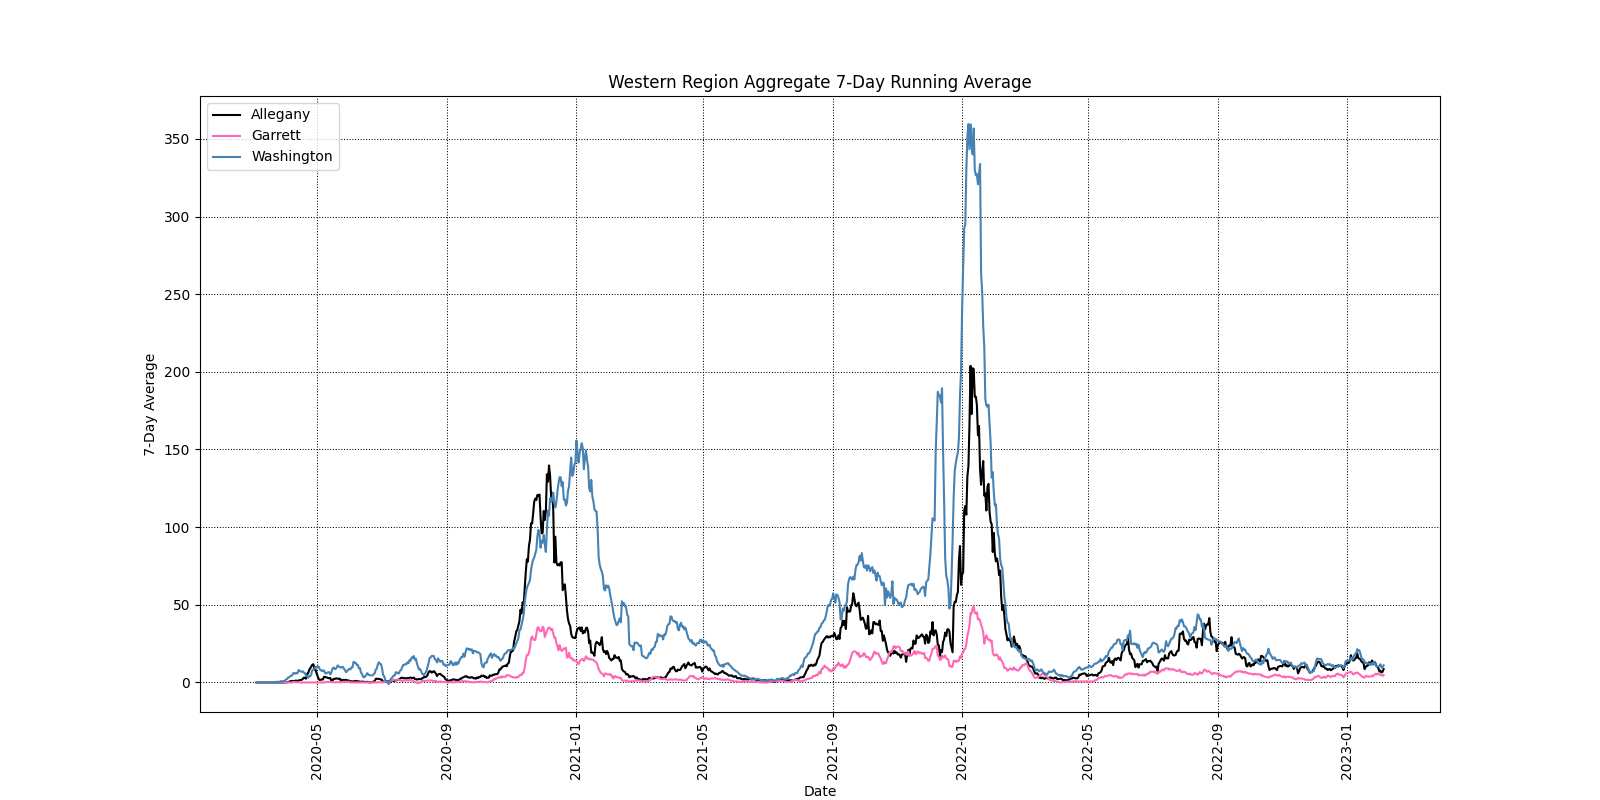 Western Region Aggregate 7-Day Running Average
Allegany
Garrett
Washington
7-Day Average
350
300
250
200
150
100
50
0
2020-05
2020-09
2021-01
2021-05
2021-09
2022-01
2022-05
2022-09
2023-01
Date